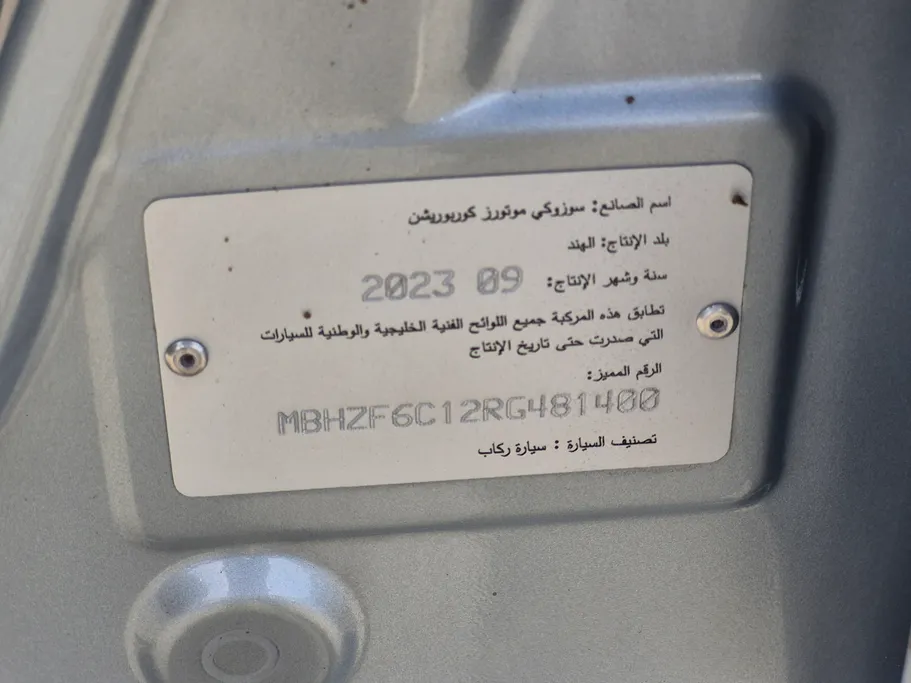 اسم الصانع: سوزوكي موتورز كوربوريشن
بلد الإنتاج: الهند
سنة وشهر الإنتاج: 2023 09
تطابق هذه المركبة جميع اللوائح الفنية الخليجية والوطنية للسيارات
التي صدرت حتى تاريخ الإنتاج
الرقم المميز:
MBHZF6C12RG481400
تصنيف السيارة : سيارة ركاب